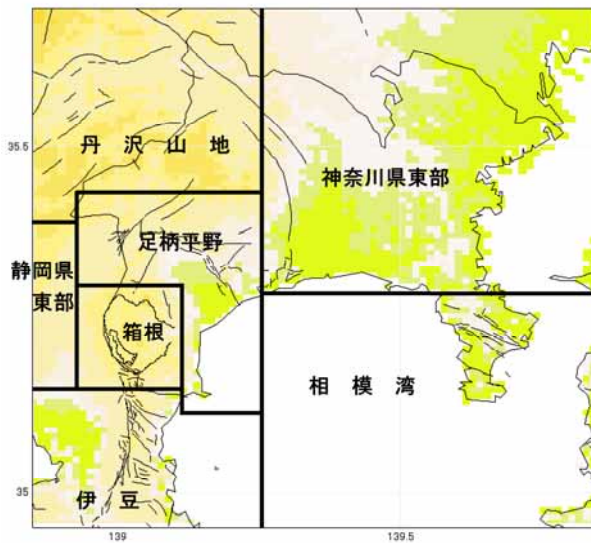 35.5
丹沢山地
神奈川県東部
足柄平野
静岡県
東部
箱根
相模湾
35
伊豆
139
139.5